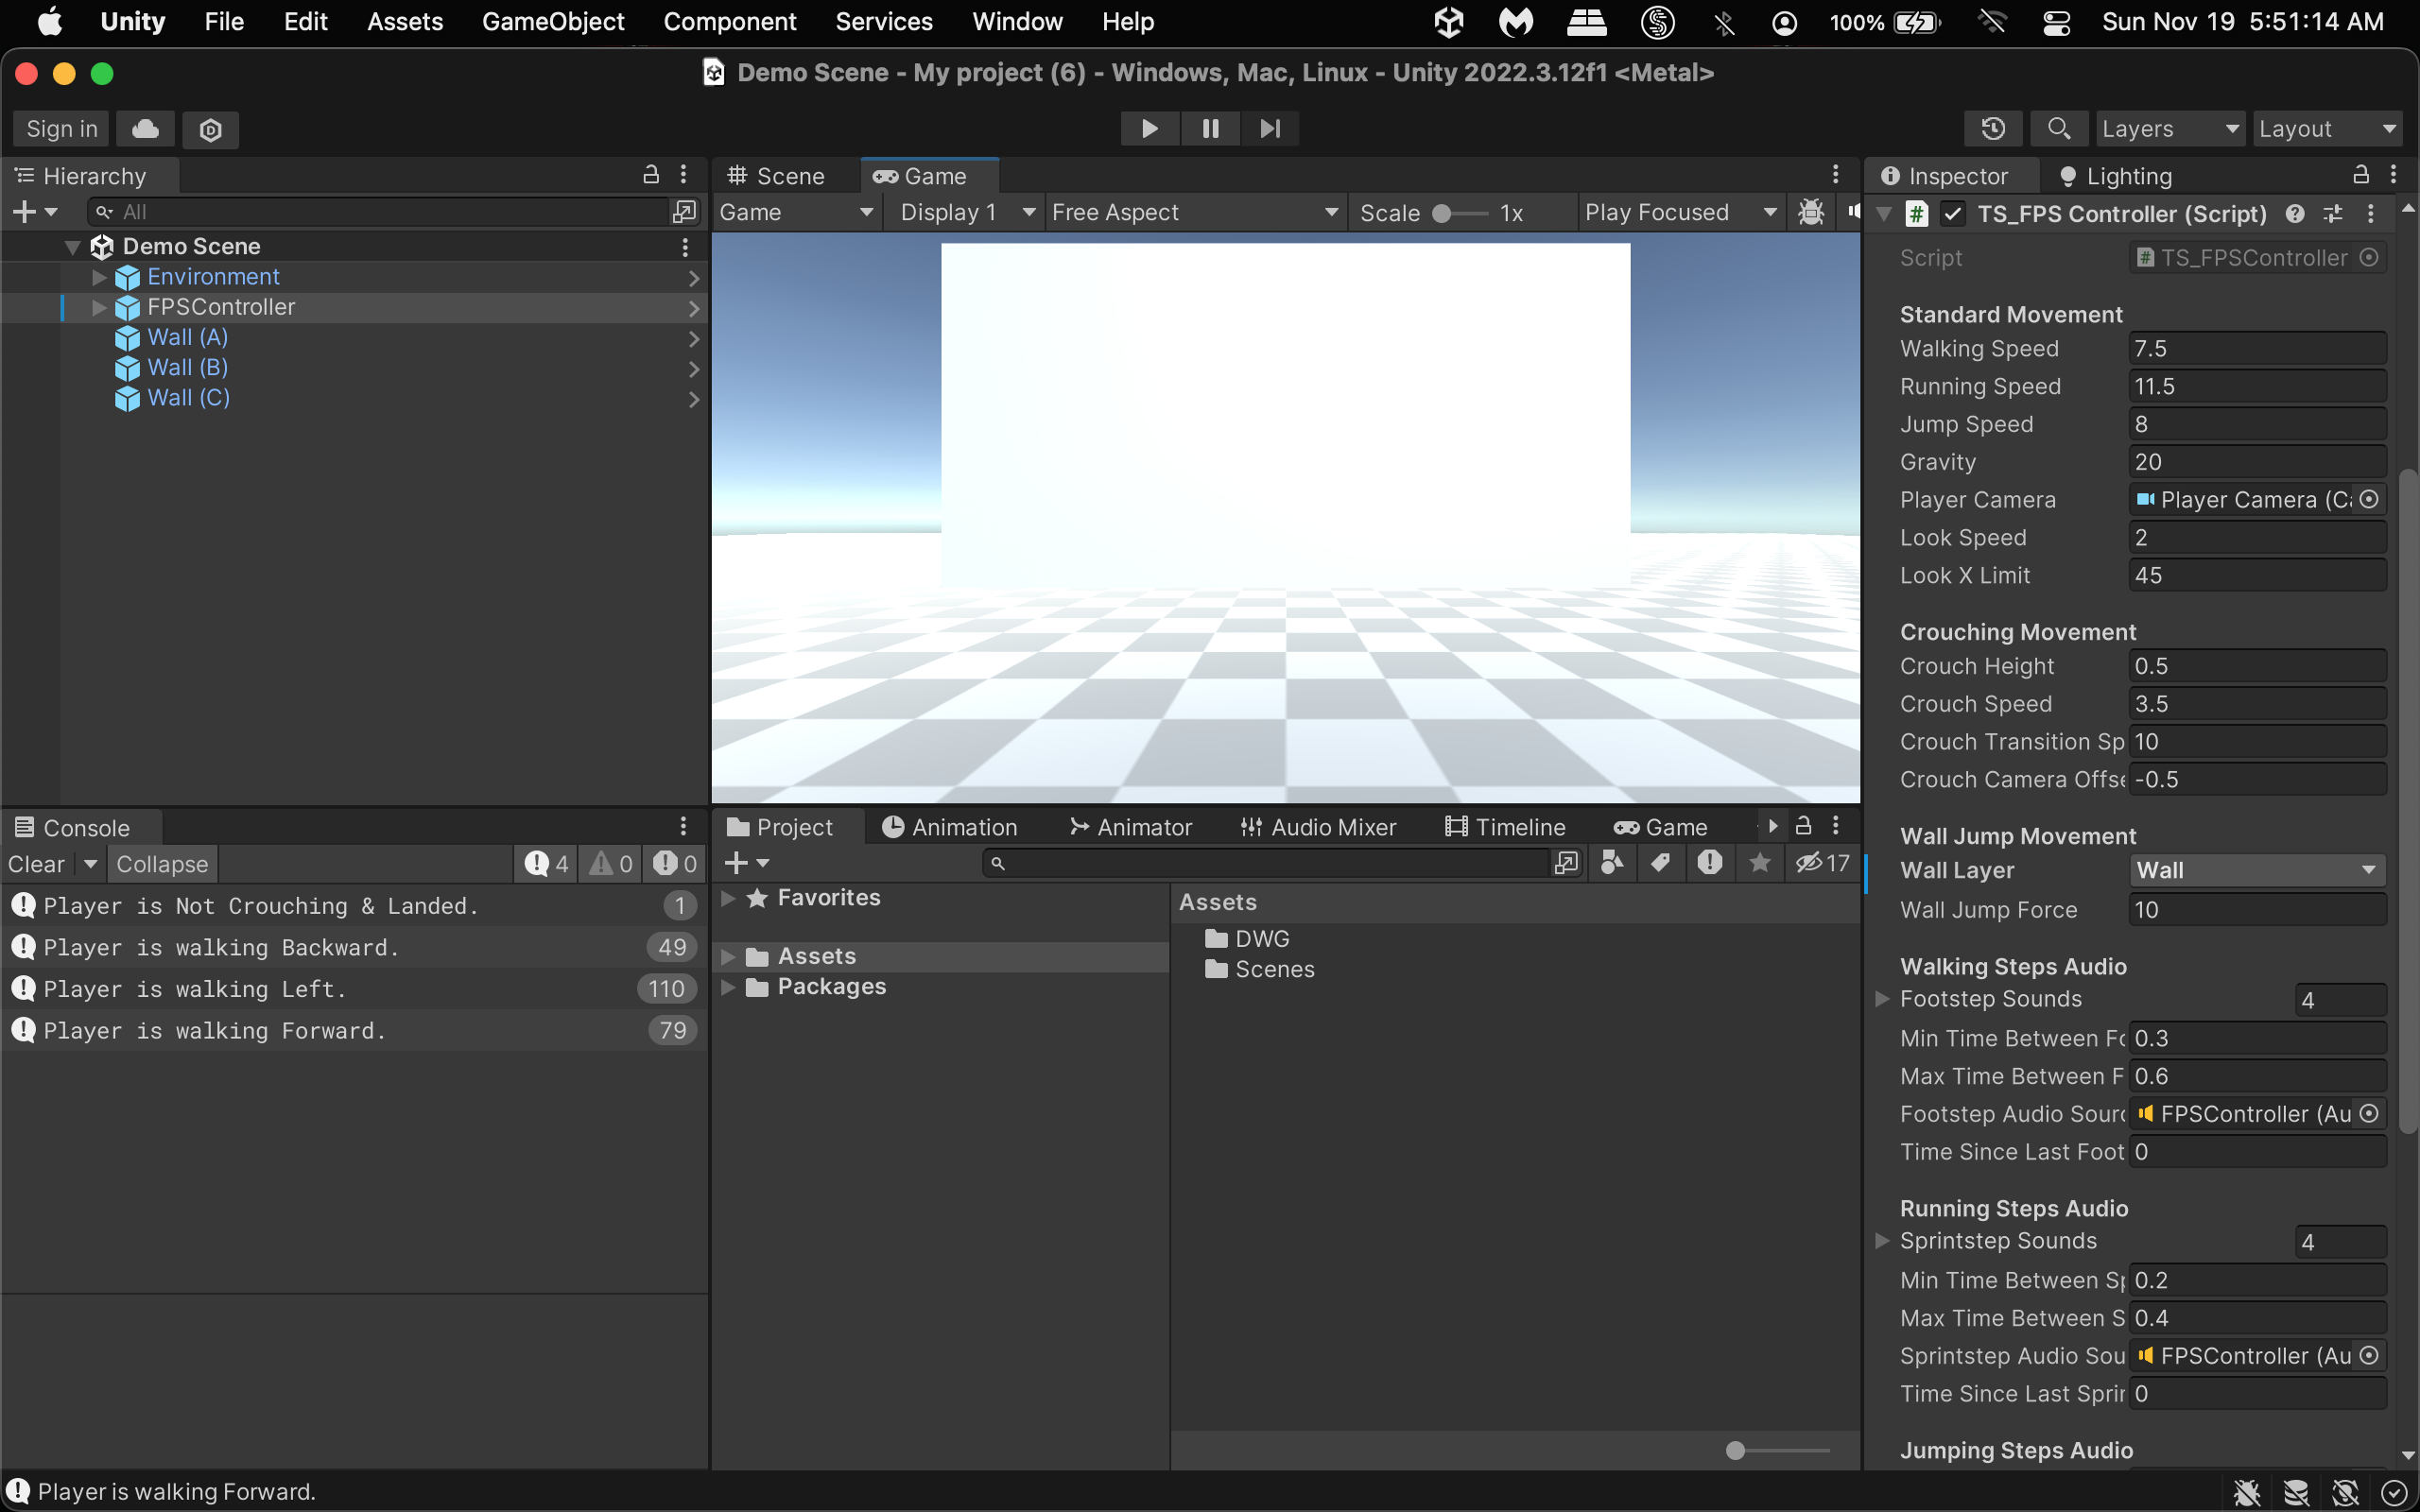 Unity File Edit Assets GameObject Component Services Window Help 100% Sun Nov 19 5:51:14 AM
Demo Scene - My project (6) - Windows, Mac, Linux - Unity 2022.3.12f1 <Metal>
Sign in Layers Layout
Hierarchy
All
Demo Scene
Environment
FPSController
Wall (A)
Wall (B)
Wall (C)
Scene Game
Game Display 1 Free Aspect Scale 1x Play Focused
Inspector Lighting
TS_FPS Controller (Script)
Script TS_FPSController
Standard Movement
Walking Speed 7.5
Running Speed 11.5
Jump Speed 8
Gravity 20
Player Camera Player Camera (Ca
Look Speed 2
Look X Limit 45
Crouching Movement
Crouch Height 0.5
Crouch Speed 3.5
Crouch Transition Sp 10
Crouch Camera Offse -0.5
Wall Jump Movement
Wall Layer Wall
Wall Jump Force 10
Walking Steps Audio
Footstep Sounds 4
Min Time Between Fo 0.3
Max Time Between F 0.6
Footstep Audio Sourc FPSController (Au
Time Since Last Foot 0
Running Steps Audio
Sprintstep Sounds 4
Min Time Between Sp 0.2
Max Time Between S 0.4
Sprintstep Audio Sou FPSController (Au
Time Since Last Sprin 0
Jumping Steps Audio
Console
Clear Collapse 4 0 0
Player is Not Crouching & Landed. 1
Player is walking Backward. 49
Player is walking Left. 110
Player is walking Forward. 79
Project Animation Animator Audio Mixer Timeline Game
17
Favorites
Assets
Packages
Assets
DWG
Scenes
Player is walking Forward.